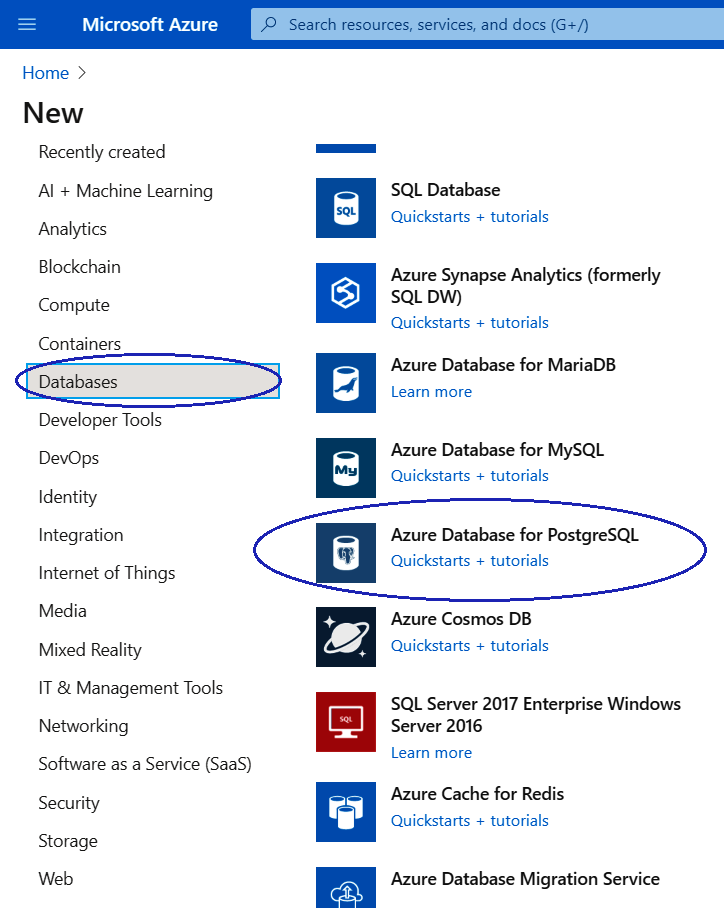 Microsoft Azure
Search resources, services, and docs (G+/)
Home
New
Recently created
AI + Machine Learning
Analytics
Blockchain
Compute
Containers
Databases
Developer Tools
DevOps
Identity
Integration
Internet of Things
Media
Mixed Reality
IT & Management Tools
Networking
Software as a Service (SaaS)
Security
Storage
Web
SQL
SQL Database
Quickstarts + tutorials
Azure Synapse Analytics (formerly
SQL DW)
Quickstarts + tutorials
Azure Database for MariaDB
Learn more
My
Azure Database for MySQL
Quickstarts + tutorials
Azure Database for PostgreSQL
Quickstarts + tutorials
Azure Cosmos DB
Quickstarts + tutorials
SQL
SQL Server 2017 Enterprise Windows
Server 2016
Learn more
Azure Cache for Redis
Quickstarts + tutorials
Azure Database Migration Service